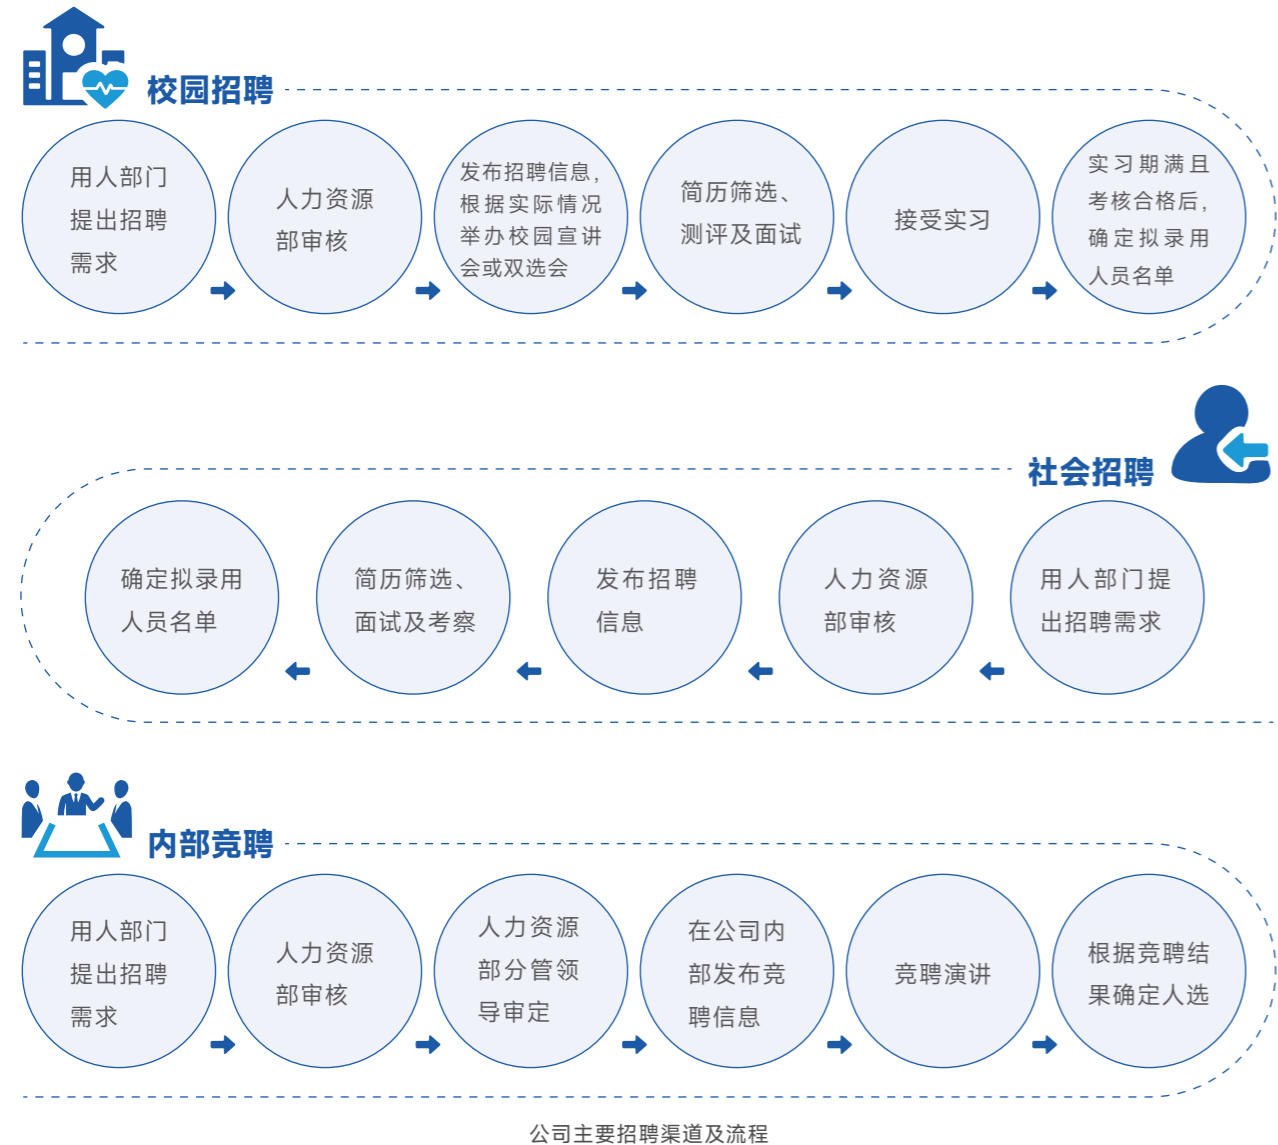 校园招聘
用人部门
提出招聘
需求
人力资源
部审核
发布招聘信息，
根据实际情况
举办校园宣讲
会或双选会
简历筛选、
测评及面试
接受实习
实习期满且
考核合格后，
确定拟录用
人员名单
社会招聘
用人部门提
出招聘需求
人力资源
部审核
发布招聘
信息
简历筛选、
面试及考察
确定拟录用
人员名单
内部竞聘
用人部门
提出招聘
需求
人力资源
部审核
人力资源
部分管领
导审定
在公司内
部发布竞
聘信息
竞聘演讲
根据竞聘结
果确定人选
公司主要招聘渠道及流程